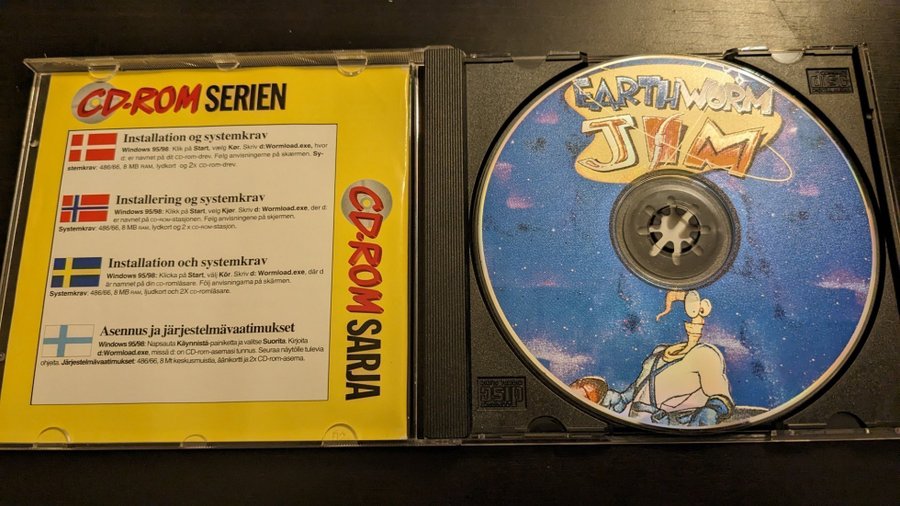 CD-ROM SERIEN
Installation og systemkrav
Windows 95/98: Klik på Start, vælg Kør. Skriv d: Wormload.exe, hvor
d: er navnet på dit CD-ROM-drev. Følg anvisningerne på skærmen. Sy-
stemkrav: 486/66, 8 MB RAM, lydkort og 2x CD-ROM-drev.
Installering og systemkrav
Windows 95/98: Klikk på Start, velg Kjør. Skriv d: Wormload.exe, der d:
er navnet på CD-ROM-stasjonen. Følg anvisningene på skjermen.
Systemkrav: 486/66, 8 MB RAM, lydkort og 2 x CD-ROM-stasjon.
Installation och systemkrav
Windows 95/98: Klicka på Start, välj Kör. Skriv d: Wormload.exe, där d
är namnet på din CD-romläsare. Följ anvisningarna på skärmen.
Systemkrav: 486/66, 8 MB RAM, ljudkort och 2X CD-romläsare.
Asennus ja järjestelmävaatimukset
Windows 95/98: Napsauta Käynnistä-painiketta ja valitse Suorita. Kirjoita
d:Wormload.exe, missä d: on CD-rom-asemasi tunnus. Seuraa näytölle tulevia
ohjeita. Järjestelmävaatimukset: 486/66, 8 Mt keskusmuistia, äänikortti ja 2x CD-rom-asema.
CD-ROM SARJA
EARTHWORM
JIM
disc